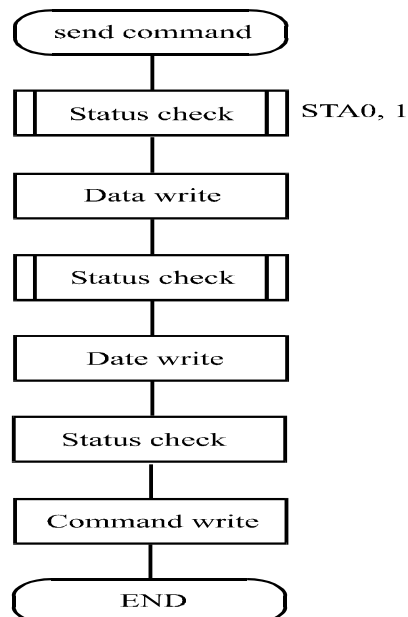 send command
Status check STA0, 1
Data write
Status check
Date write
Status check
Command write
END